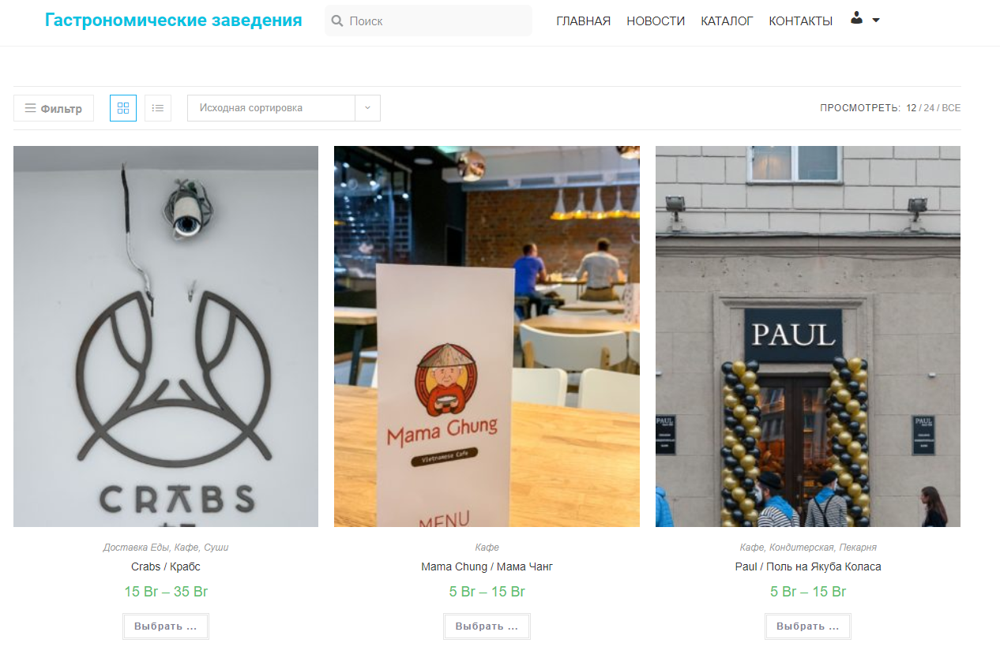 Гастрономические заведения
Поиск
ГЛАВНАЯ НОВОСТИ КАТАЛОГ КОНТАКТЫ
Фильтр
Исходная сортировка
ПРОСМОТРЕТЬ: 12 / 24 / ВСЕ
CRABS
Mama Chung
Vietnamese Cafe
MENU
PAUL
PAUL
PAUL
Доставка Еды, Кафе, Суши
Crabs / Крабс
15 Br – 35 Br
Выбрать ...
Кафе
Mama Chung / Мама Чанг
5 Br – 15 Br
Выбрать ...
Кафе, Кондитерская, Пекарня
Paul / Поль на Якуба Коласа
5 Br – 15 Br
Выбрать ...